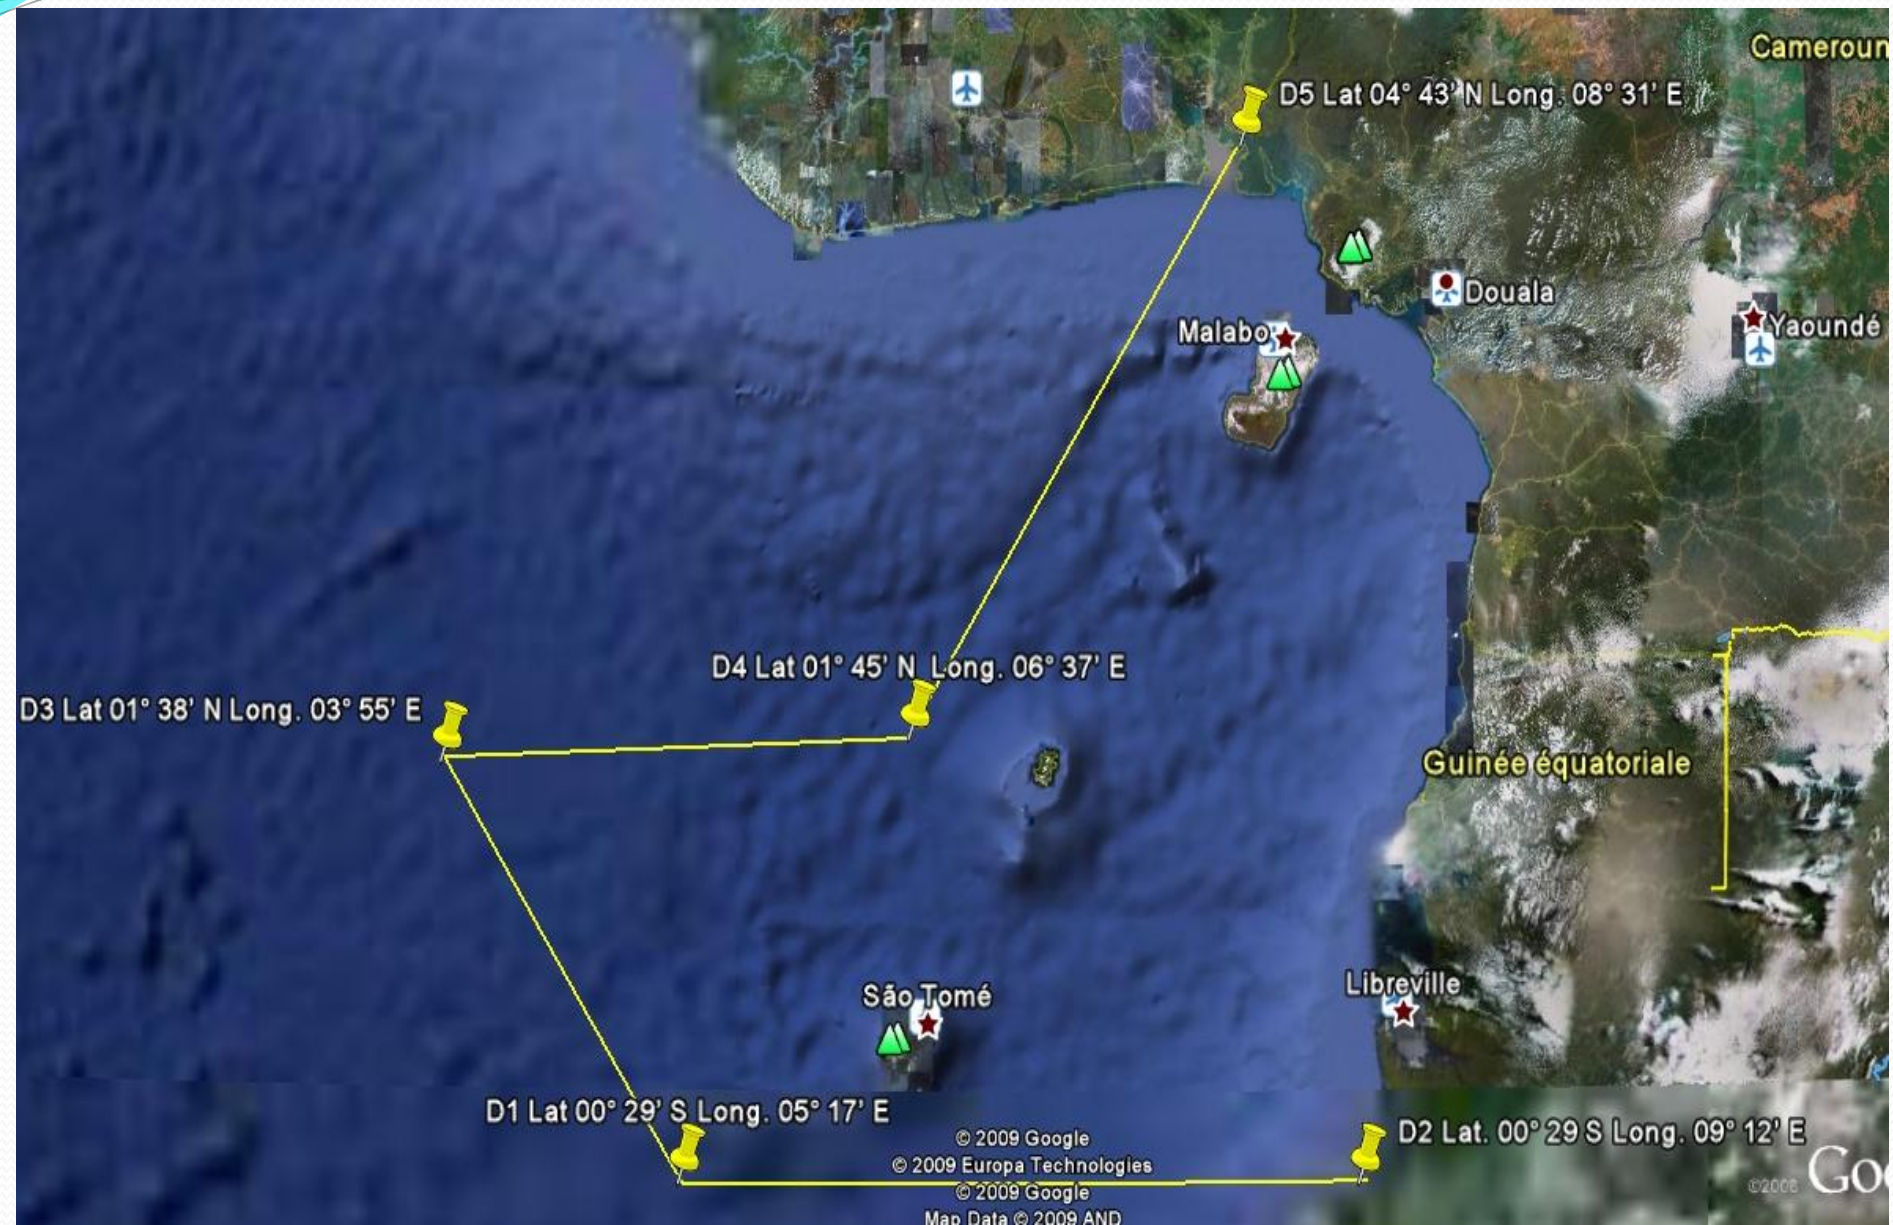 Cameroun
D5 Lat 04° 43' N Long. 08° 31' E
Douala
Malabo
Yaoundé
D4 Lat 01° 45' N Long. 06° 37' E
D3 Lat 01° 38' N Long. 03° 55' E
Guinée équatoriale
São Tomé
Libreville
D1 Lat 00° 29' S Long. 05° 17' E
D2 Lat. 00° 29 S Long. 09° 12' E
© 2009 Google
© 2009 Europa Technologies
© 2009 Google
Map Data © 2009 AND
©2008 Goo